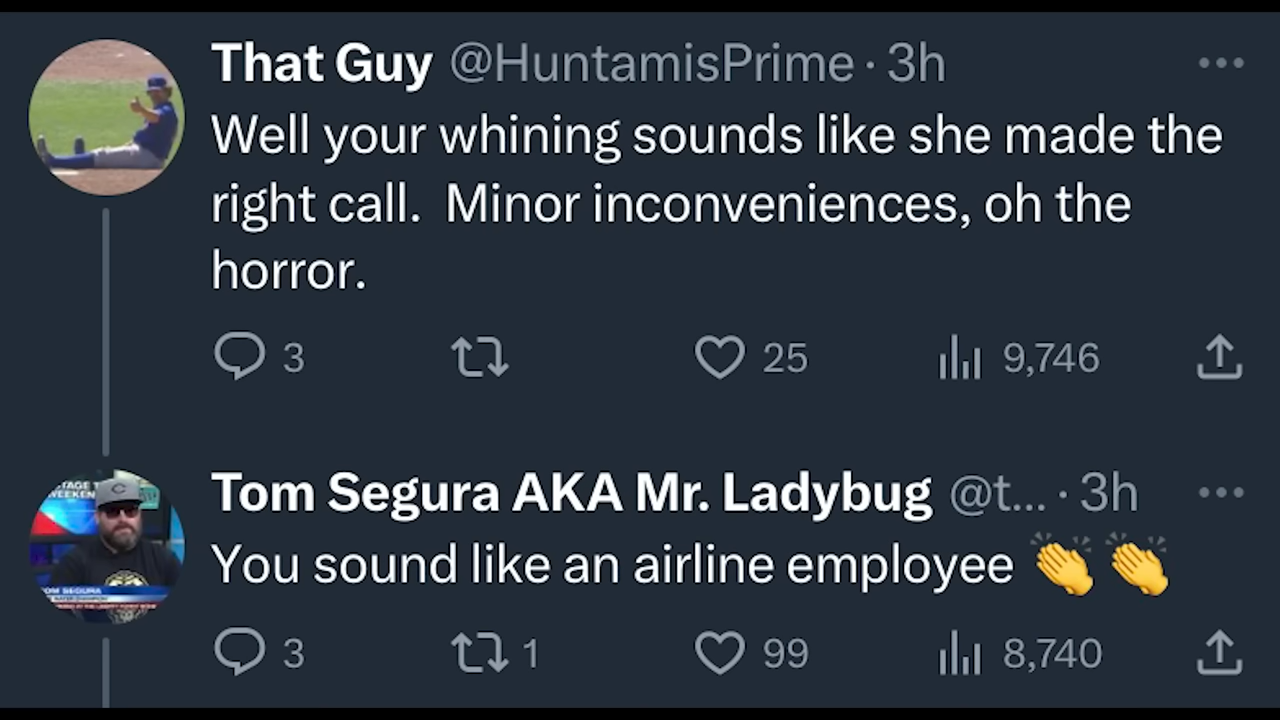 That Guy @HuntamisPrime · 3h
Well your whining sounds like she made the
right call.  Minor inconveniences, oh the
horror.
3 25 9,746
Tom Segura AKA Mr. Ladybug @t... · 3h
You sound like an airline employee 👏 👏
3 1 99 8,740